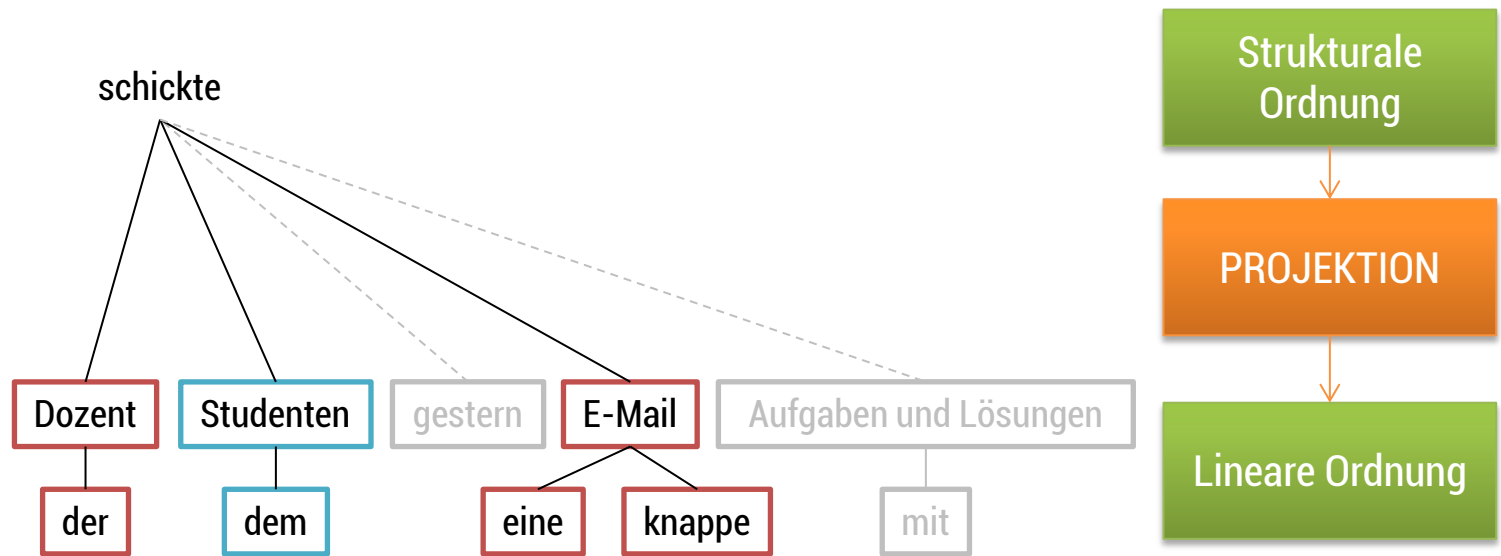 schickte
Dozent
Studenten
gestern
E-Mail
Aufgaben und Lösungen
der
dem
eine
knappe
mit
Strukturale
Ordnung
PROJEKTION
Lineare Ordnung